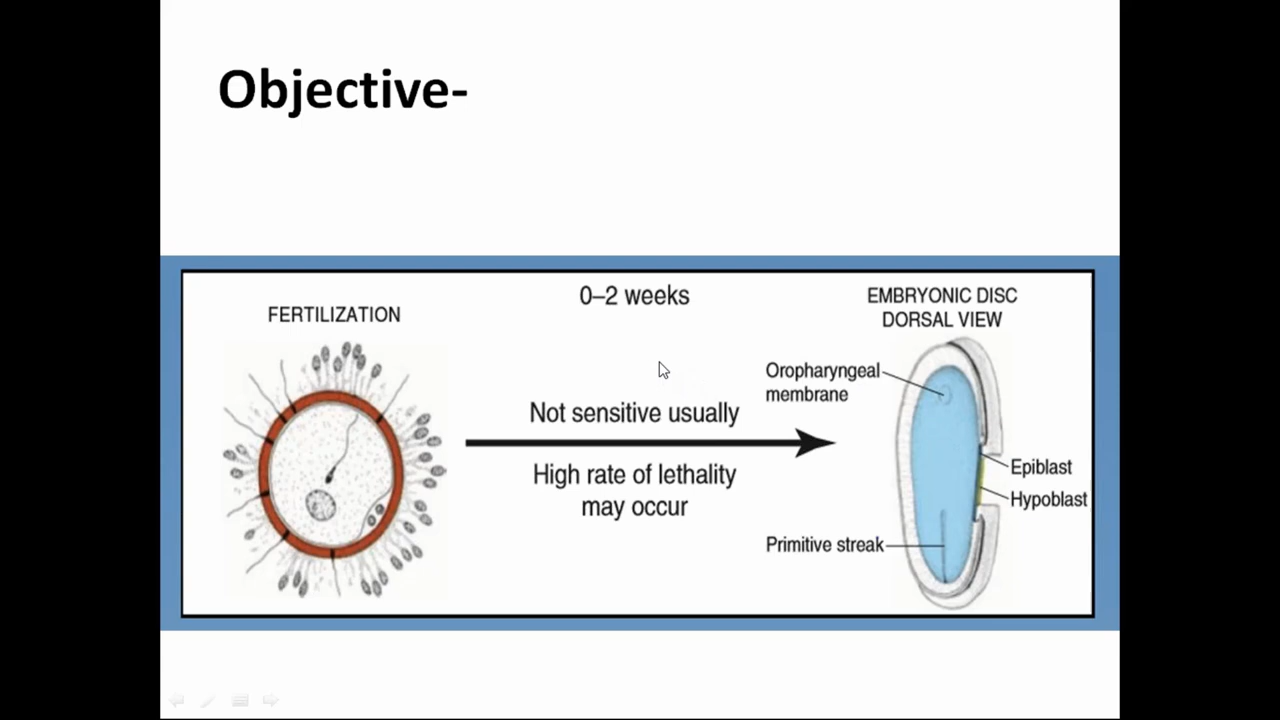 Objective-
FERTILIZATION
0–2 weeks
Not sensitive usually
High rate of lethality
may occur
EMBRYONIC DISC
DORSAL VIEW
Oropharyngeal
membrane
Epiblast
Hypoblast
Primitive streak